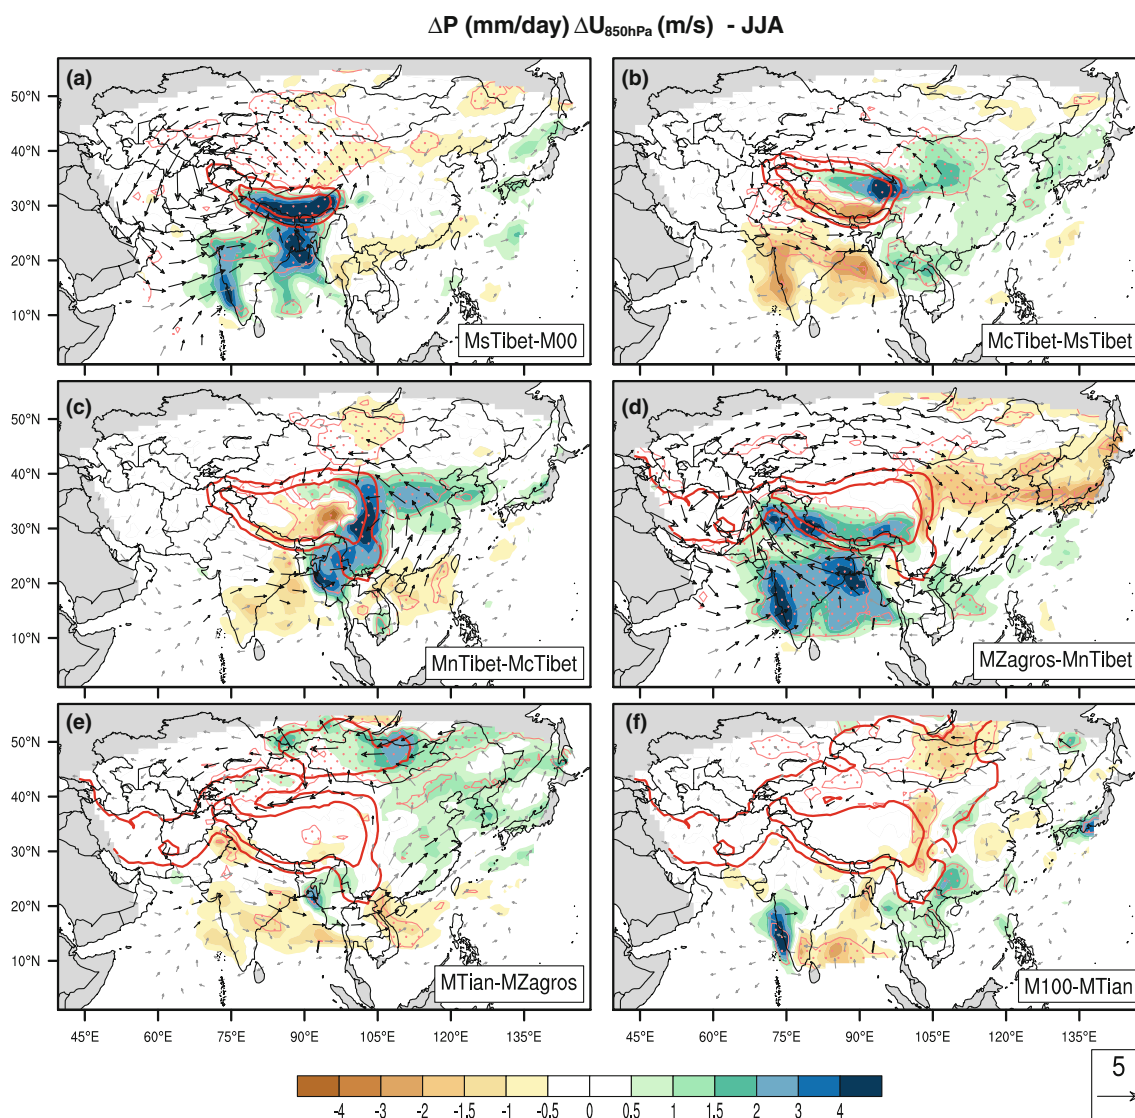 ΔP (mm/day) ΔU850hPa (m/s) - JJA
(a)
(b)
50°N
40°N
30°N
20°N
10°N
MsTibet-M00
McTibet-MsTibet
(c)
(d)
50°N
40°N
30°N
20°N
10°N
MnTibet-McTibet
MZagros-MnTibet
(e)
(f)
50°N
40°N
30°N
20°N
10°N
MTian-MZagros
M100-MTian
45°E 60°E 75°E 90°E 105°E 120°E 135°E 45°E 60°E 75°E 90°E 105°E 120°E 135°E
5
-4 -3 -2 -1.5 -1 -0.5 0 0.5 1 1.5 2 3 4